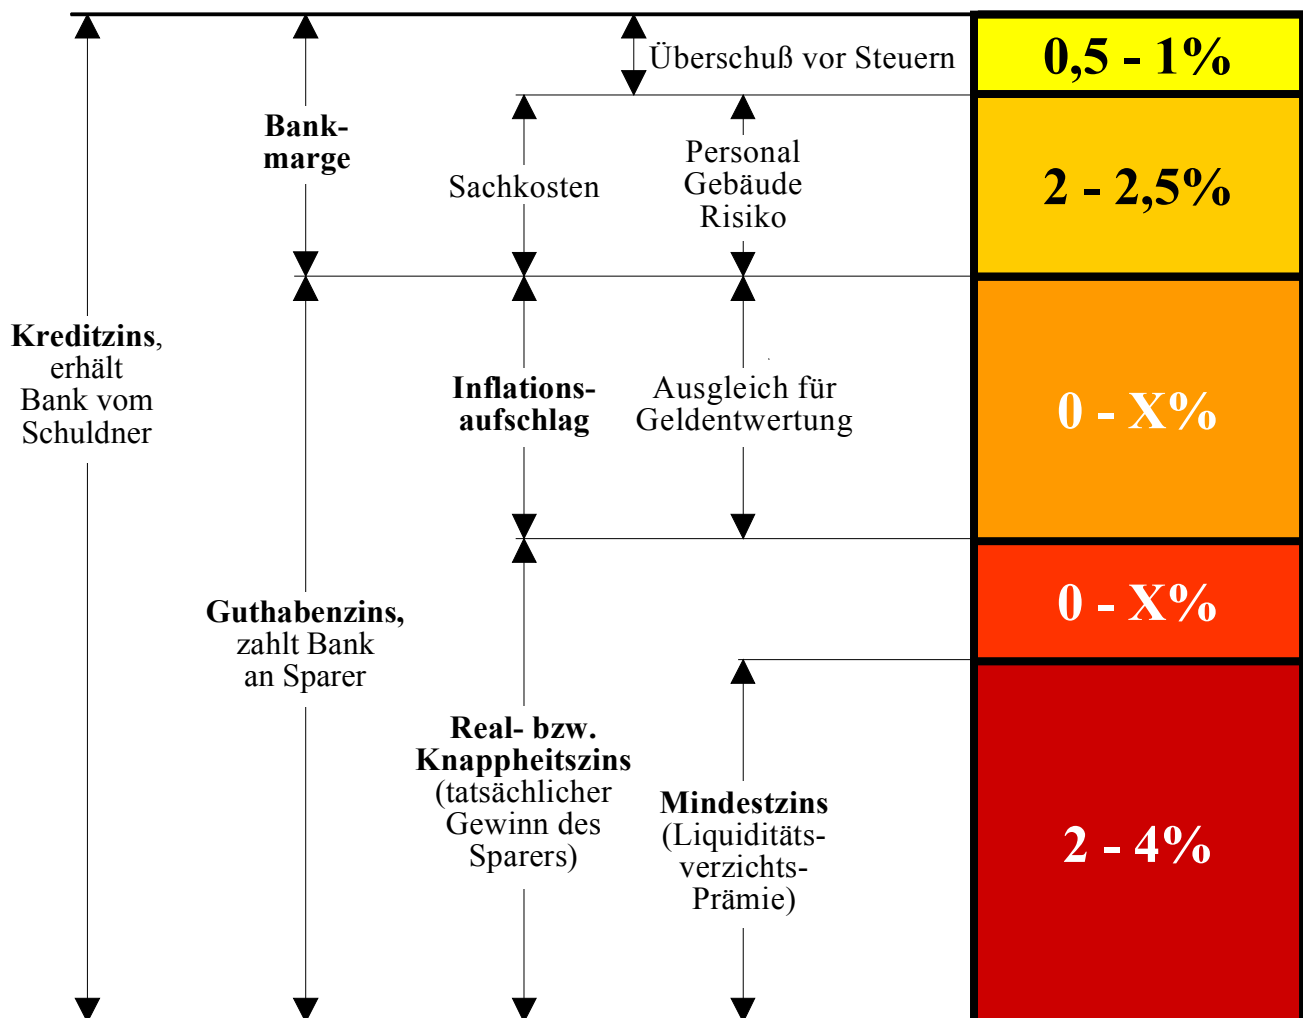 Überschuß vor Steuern
0,5 - 1%
Bank-
marge
Sachkosten
Personal
Gebäude
Risiko
2 - 2,5%
Kreditzins,
erhält
Bank vom
Schuldner
Inflations-
aufschlag
Ausgleich für
Geldentwertung
0 - X%
Guthabenzins,
zahlt Bank
an Sparer
0 - X%
Real- bzw.
Knappheitszins
(tatsächlicher
Gewinn des
Sparers)
Mindestzins
(Liquiditäts-
verzichts-
Prämie)
2 - 4%